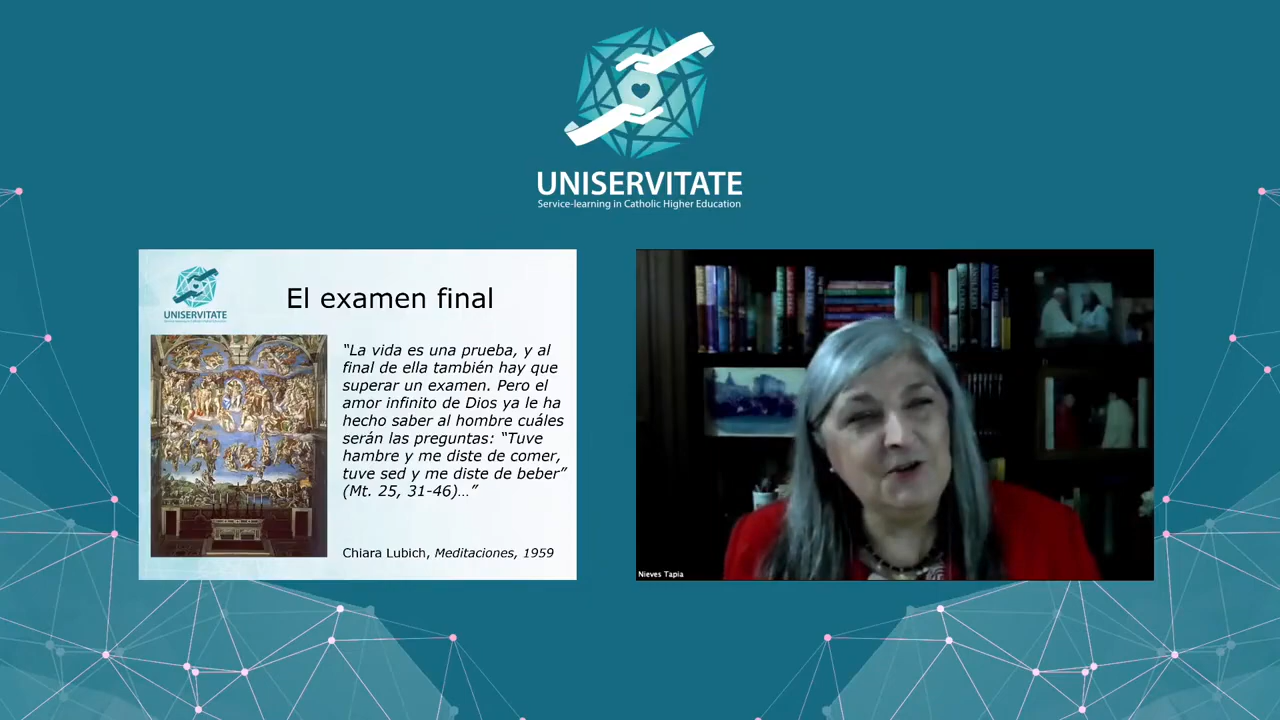 UNISERVITATE
Service-learning in Catholic Higher Education
UNISERVITATE
El examen final
“La vida es una prueba, y al
final de ella también hay que
superar un examen. Pero el
amor infinito de Dios ya le ha
hecho saber al hombre cuáles
serán las preguntas: “Tuve
hambre y me diste de comer,
tuve sed y me diste de beber”
(Mt. 25, 31-46)…”
Chiara Lubich, Meditaciones, 1959
Nieves Tapia